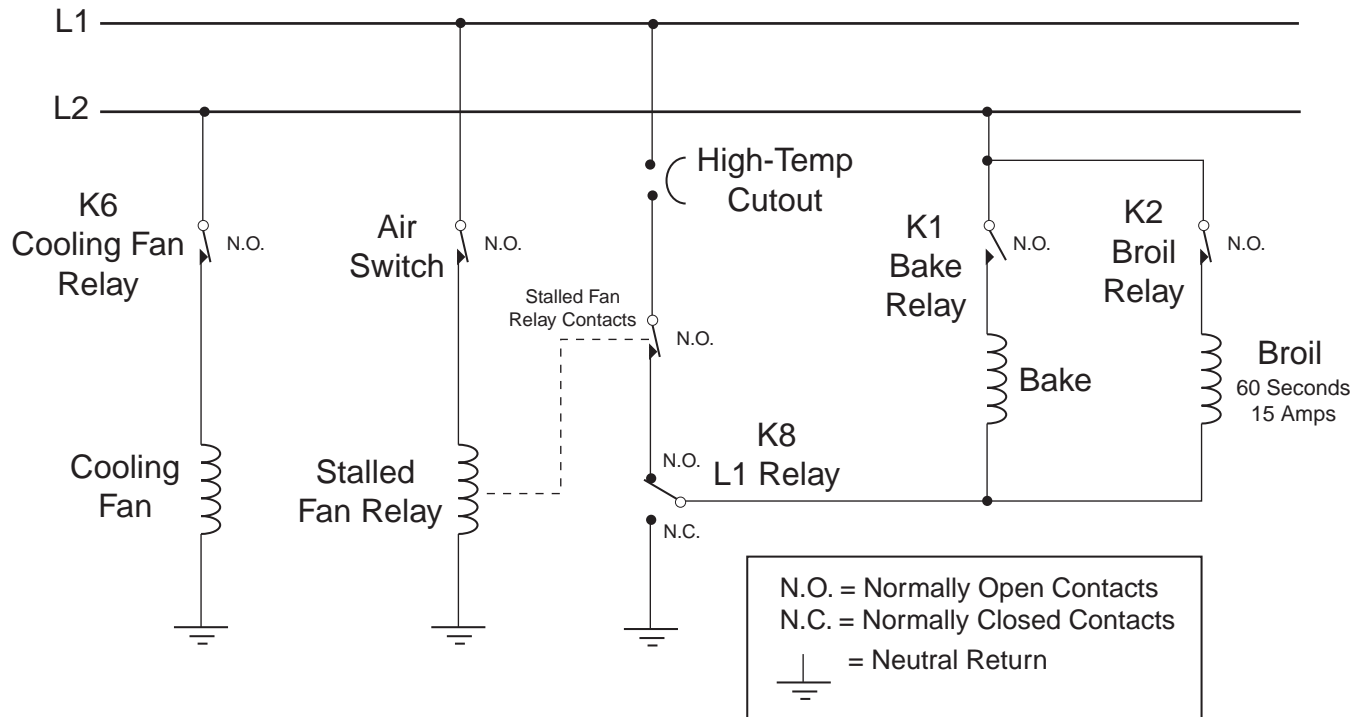 L1
L2
K6
Cooling Fan
Relay
N.O.
Air
Switch
N.O.
High-Temp
Cutout
Stalled Fan
Relay Contacts
N.O.
K1
Bake
Relay
N.O.
K2
Broil
Relay
N.O.
Cooling
Fan
Stalled
Fan Relay
N.O.
K8
L1 Relay
N.C.
Bake
Broil
60 Seconds
15 Amps
N.O. = Normally Open Contacts
N.C. = Normally Closed Contacts
= Neutral Return